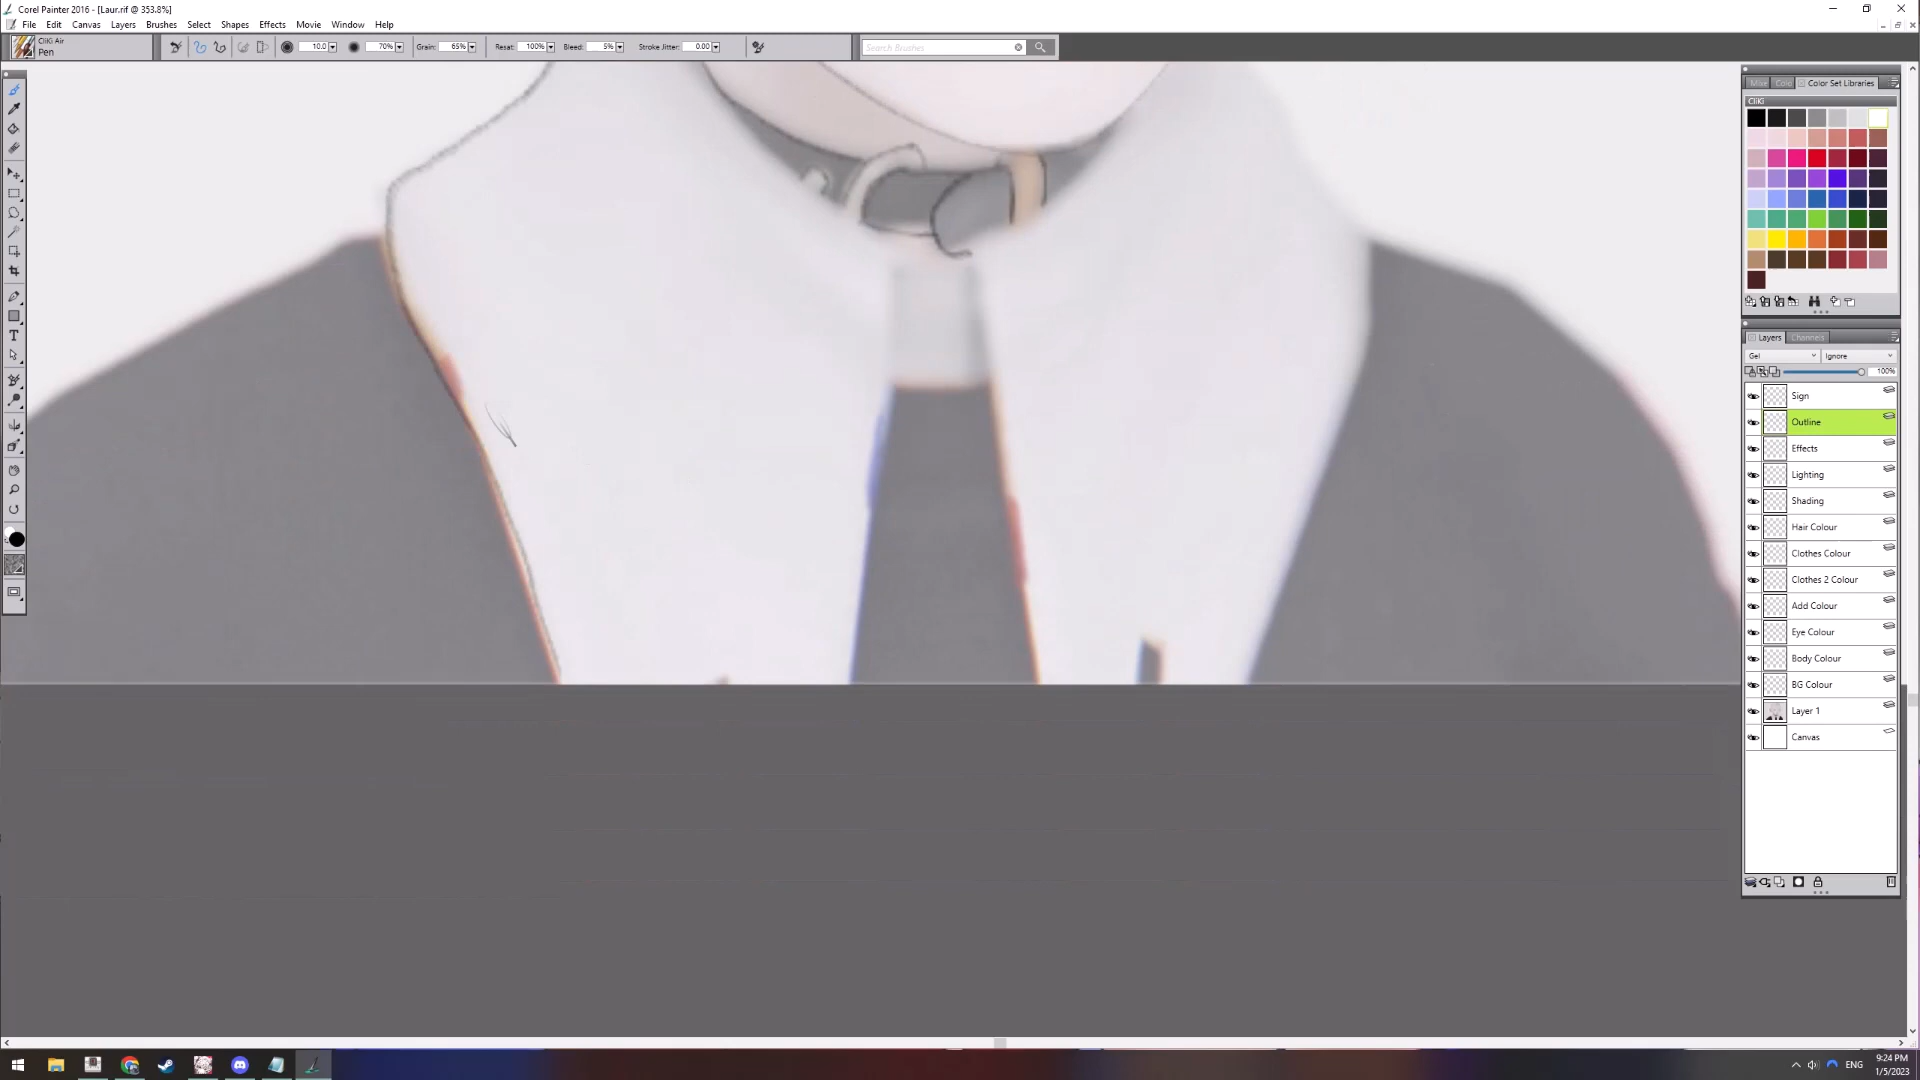 Corel Painter 2016 - [Laur.rif @ 353.8%]
File Edit Canvas Layers Brushes Select Shapes Effects Movie Window Help
CliKi Air
Pen
10.0 70% Grain: 65% Resat: 100% Bleed: 5% Stroke Jitter: 0.00 Search Brushes
Color Set Libraries
CliKi
Layers Channels
Gel Ignore
100%
Sign
Outline
Effects
Lighting
Shading
Hair Colour
Clothes Colour
Clothes 2 Colour
Add Colour
Eye Colour
Body Colour
BG Colour
Layer 1
Canvas
ENG
9:24 PM
1/5/2023